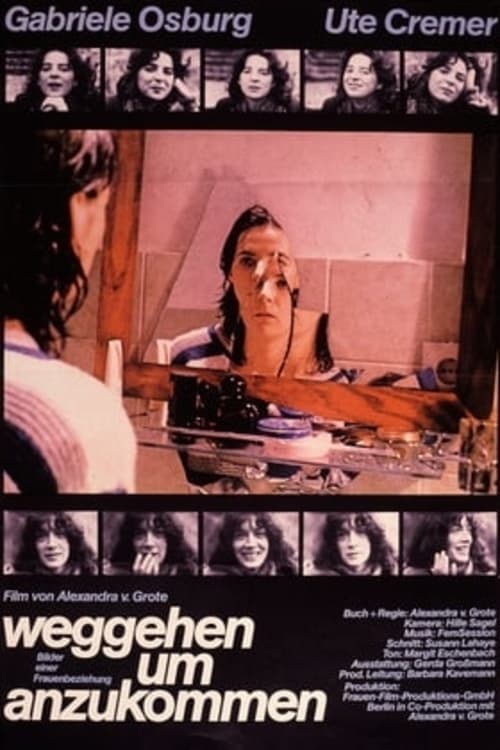 Gabriele Osburg
Ute Cremer
Film von Alexandra v. Grote
weggehen
Bilder
einer
Frauenbeziehung
um
anzukommen
Buch + Regie: Alexandra v. Grote
Kamera: Hille Sagel
Musik: FemSession
Schnitt: Susann Lahaye
Ton: Margit Eschenbach
Ausstattung: Gerda Großmann
Prod. Leitung: Barbara Kavemann
Produktion:
Frauen-Film-Produktions-GmbH
Berlin in Co-Produktion mit
Alexandra v. Grote